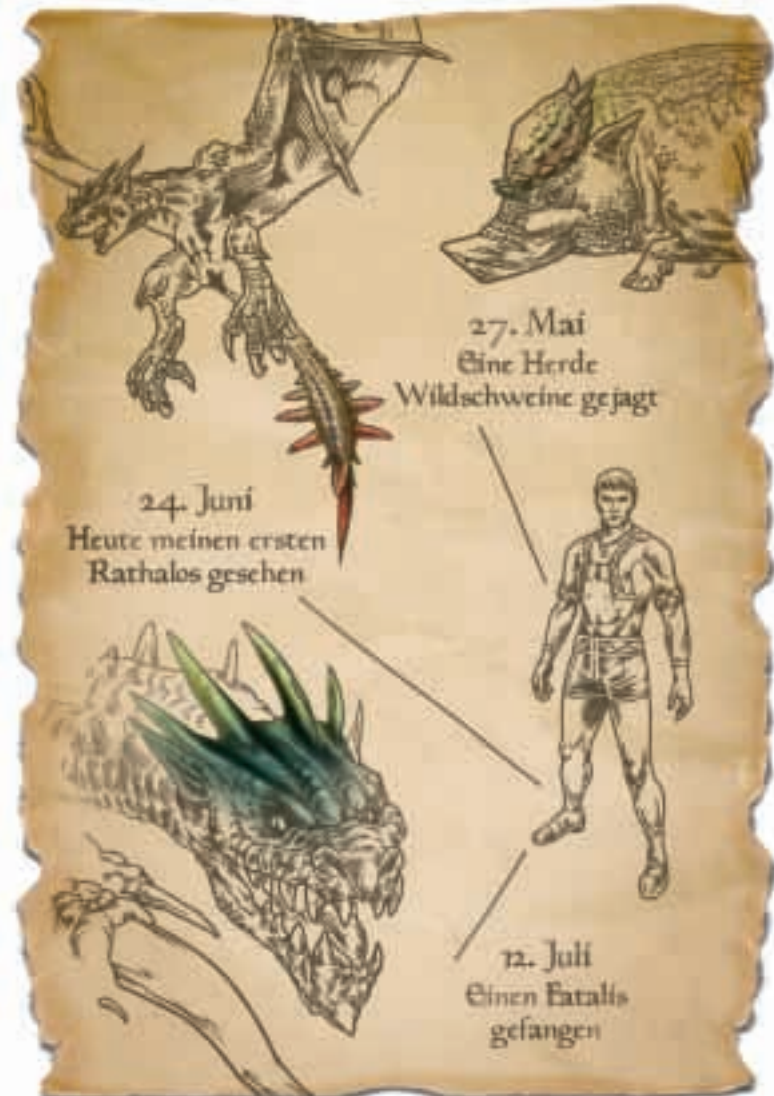 27. Mai
Eine Herde
Wildschweine gejagt
24. Juni
Heute meinen ersten
Rathalos gesehen
12. Juli
Einen Fatalis
gefangen